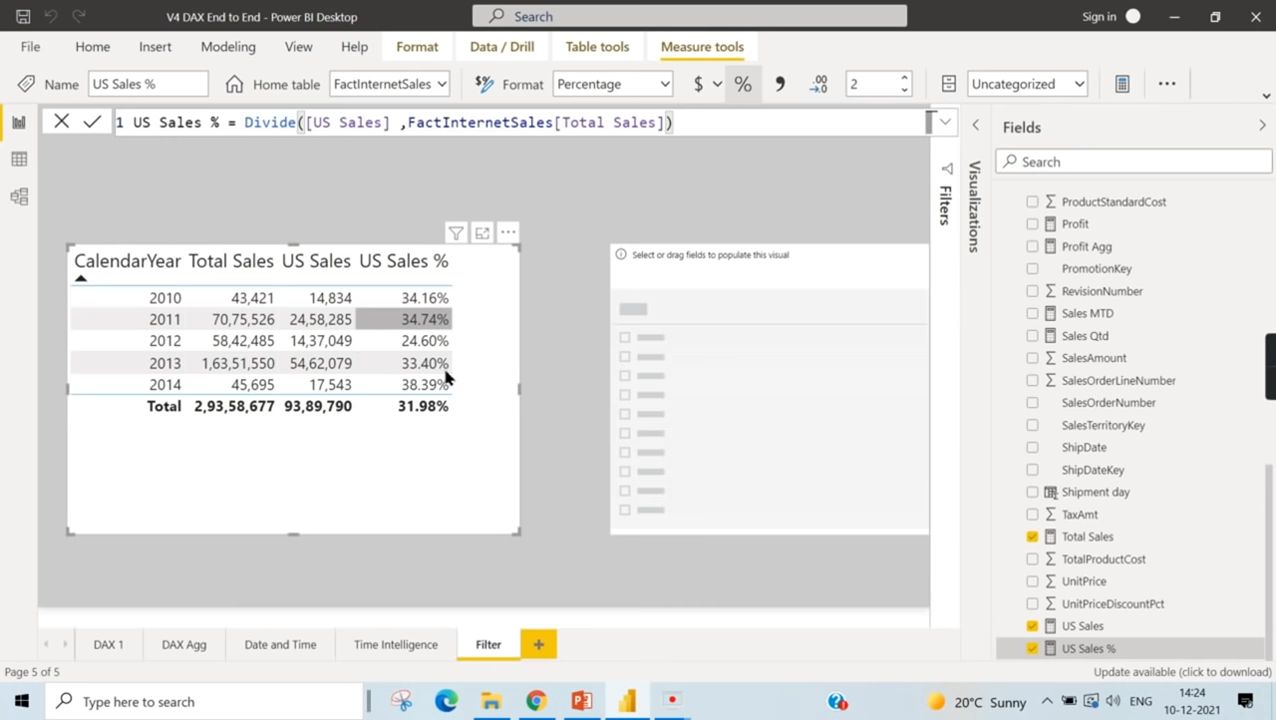 V4 DAX End to End - Power BI Desktop
Search
Sign in
File Home Insert Modeling View Help Format Data / Drill Table tools Measure tools
Name US Sales % Home table FactInternetSales Format Percentage $ % , .00 →.0 2 Uncategorized
1 US Sales % = Divide([US Sales] ,FactInternetSales[Total Sales])
CalendarYear Total Sales US Sales US Sales %
2010 43,421 14,834 34.16%
2011 70,75,526 24,58,285 34.74%
2012 58,42,485 14,37,049 24.60%
2013 1,63,51,550 54,62,079 33.40%
2014 45,695 17,543 38.39%
Total 2,93,58,677 93,89,790 31.98%
Select or drag fields to populate this visual
Filters
Visualizations
Fields
Search
ProductStandardCost
Profit
Profit Agg
PromotionKey
RevisionNumber
Sales MTD
Sales Qtd
SalesAmount
SalesOrderLineNumber
SalesOrderNumber
SalesTerritoryKey
ShipDate
ShipDateKey
Shipment day
TaxAmt
Total Sales
TotalProductCost
UnitPrice
UnitPriceDiscountPct
US Sales
US Sales %
DAX 1 DAX Agg Date and Time Time Intelligence Filter
Page 5 of 5
Update available (click to download)
Type here to search
20°C Sunny
ENG
14:24
10-12-2021